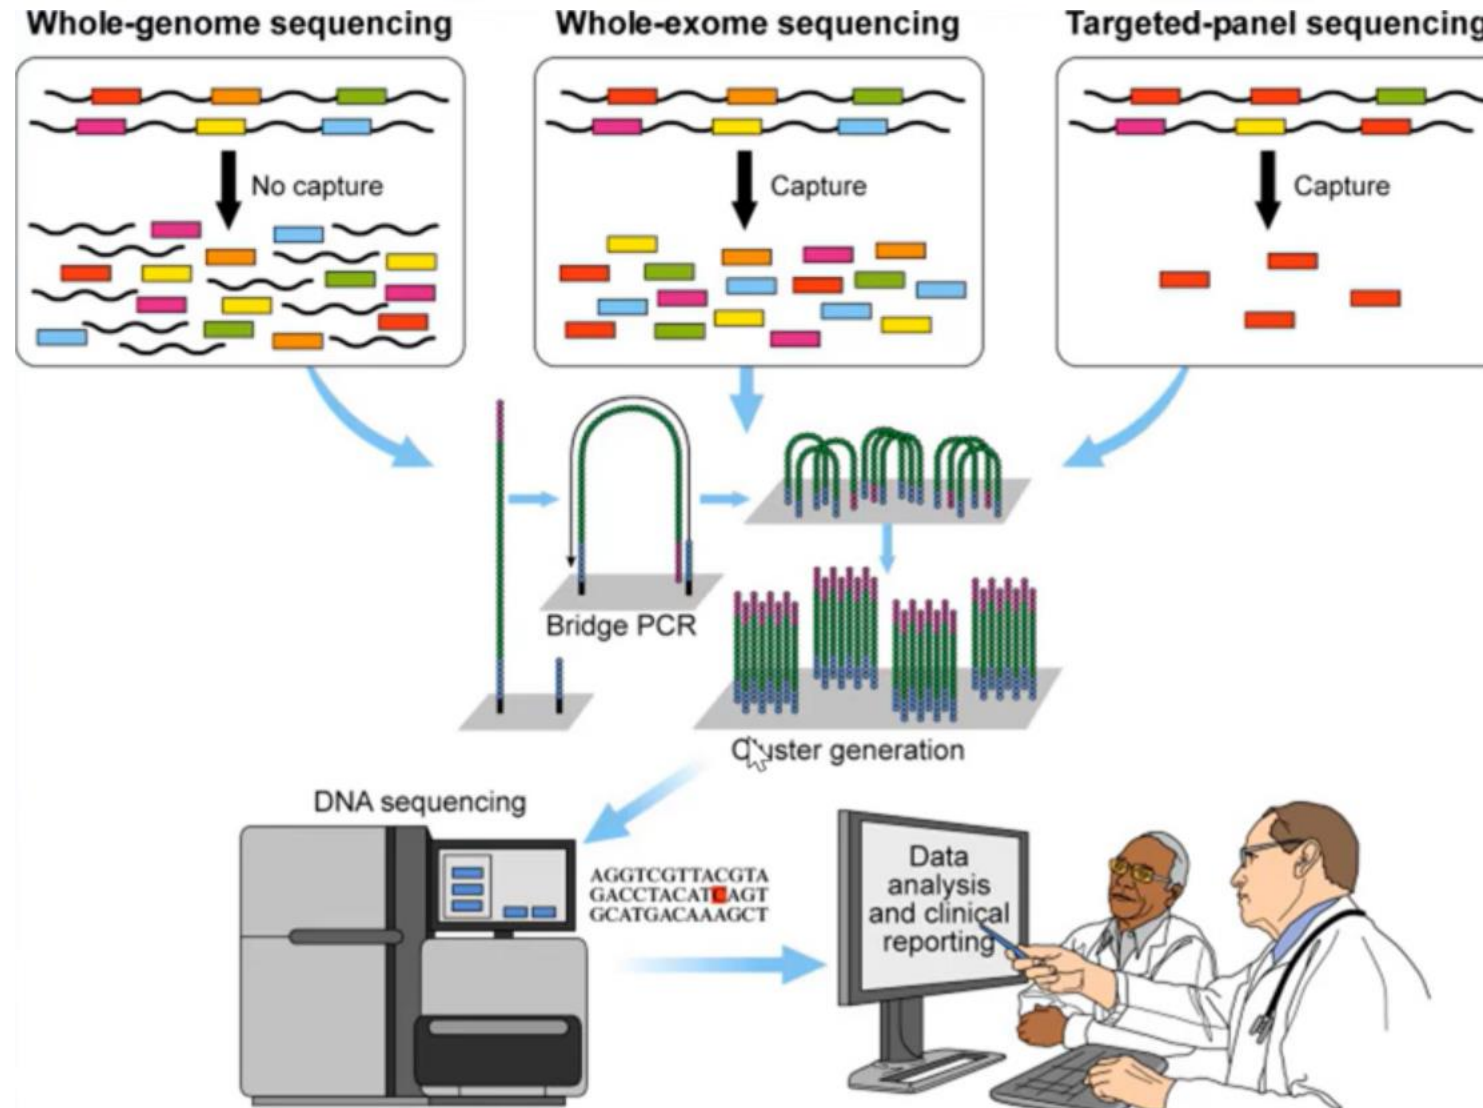 Whole-genome sequencing
Whole-exome sequencing
Targeted-panel sequencing
No capture
Capture
Capture
Bridge PCR
Cluster generation
DNA sequencing
AGGTCGTTACGTA
GACCTACATCAGT
GCATGACAAAGCT
Data
analysis
and clinical
reporting